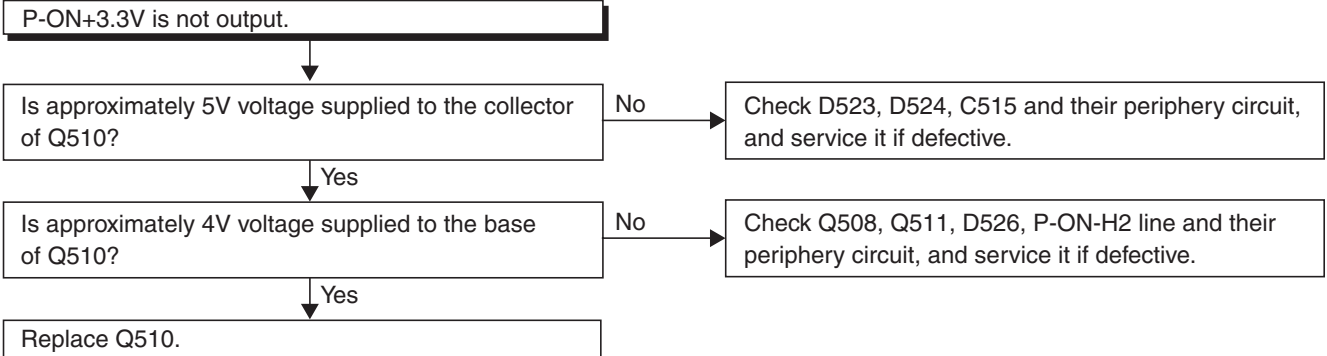 P-ON+3.3V is not output.
Is approximately 5V voltage supplied to the collector
of Q510?
No
Check D523, D524, C515 and their periphery circuit,
and service it if defective.
Yes
Is approximately 4V voltage supplied to the base
of Q510?
No
Check Q508, Q511, D526, P-ON-H2 line and their
periphery circuit, and service it if defective.
Yes
Replace Q510.